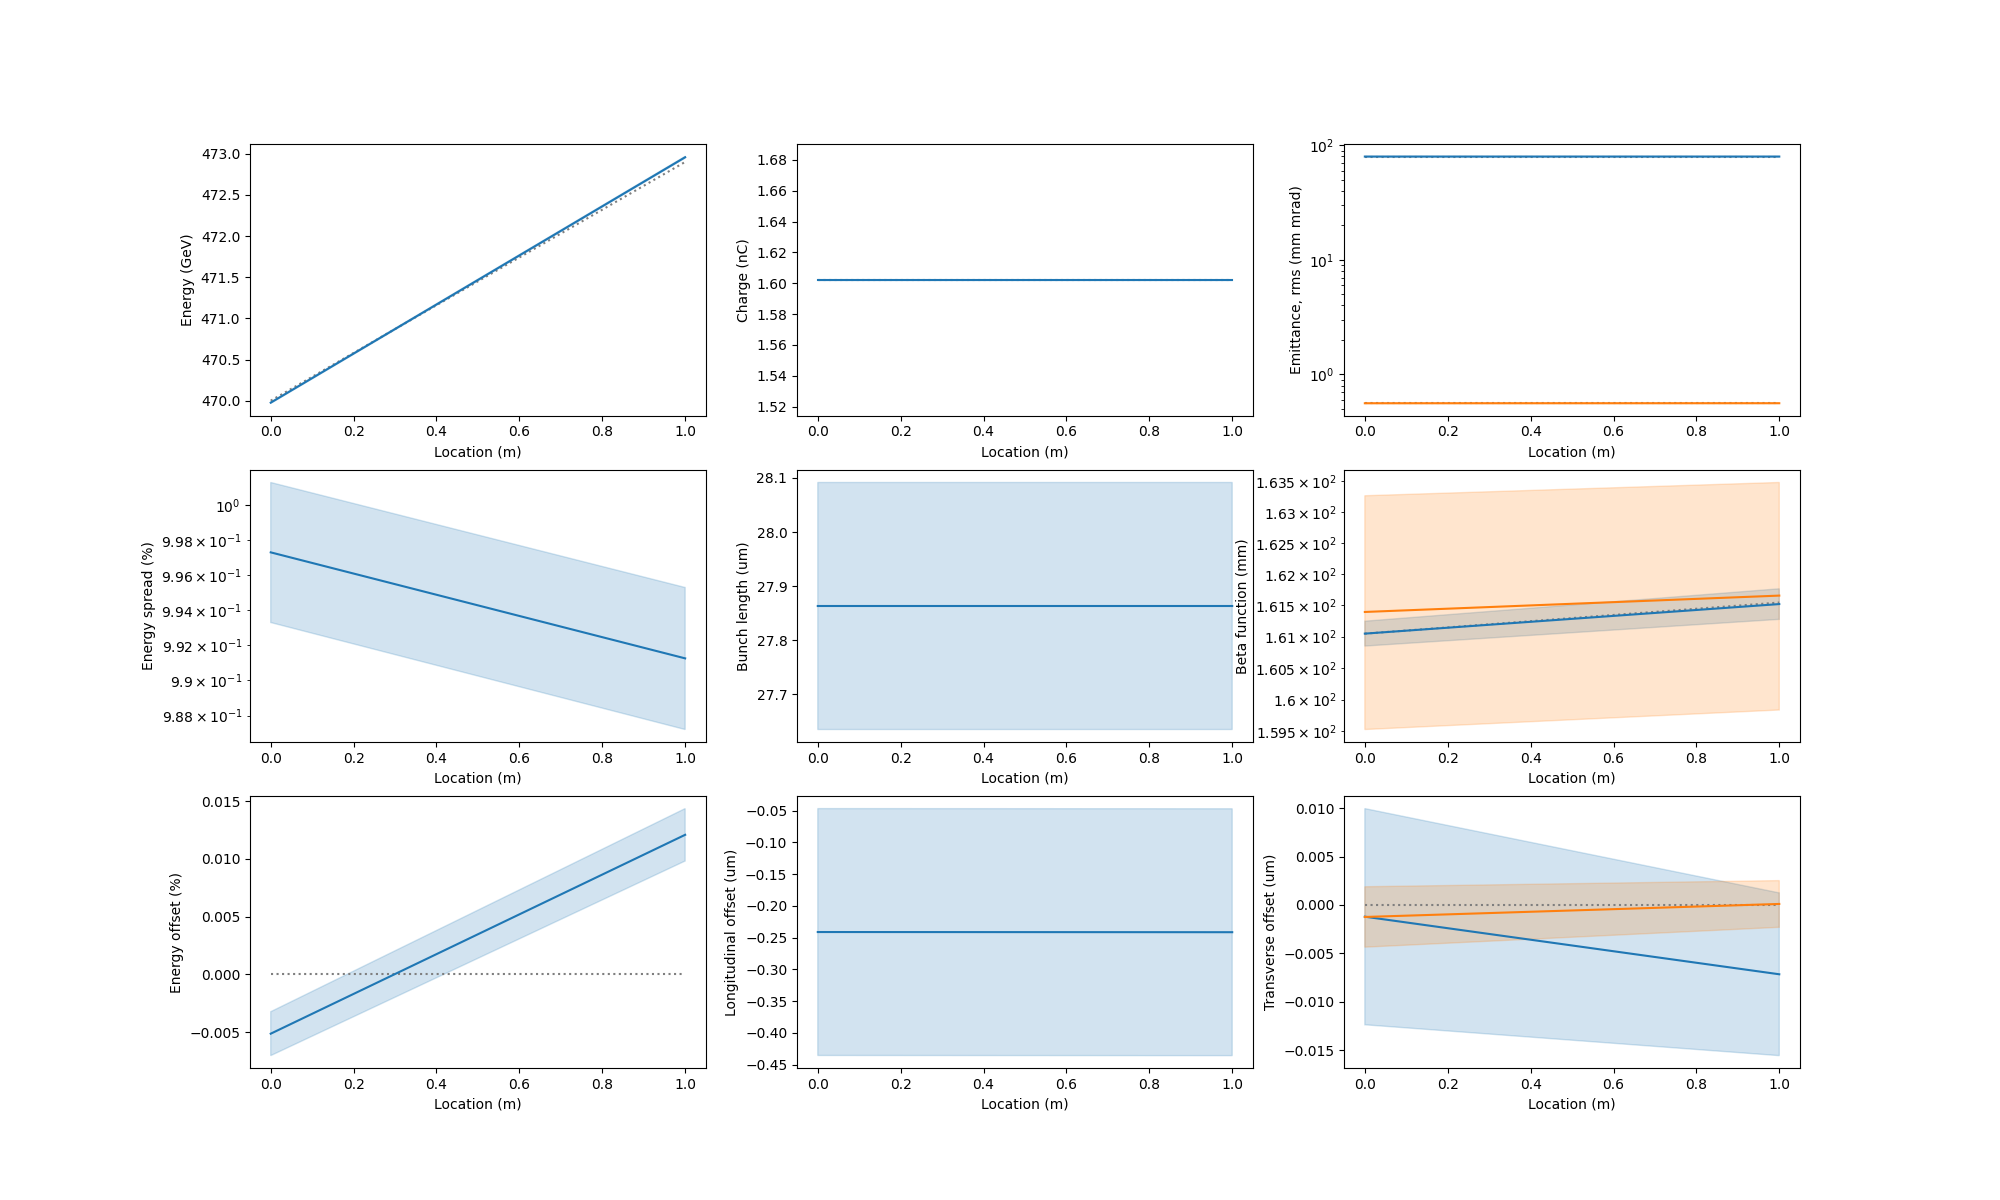 473.0
472.5
472.0
471.5
471.0
470.5
470.0
Energy (GeV)
0.0 0.2 0.4 0.6 0.8 1.0
Location (m)
1.68
1.66
1.64
1.62
1.60
1.58
1.56
1.54
1.52
Charge (nC)
0.0 0.2 0.4 0.6 0.8 1.0
Location (m)
10²
10¹
10⁰
Emittance, rms (mm mrad)
0.0 0.2 0.4 0.6 0.8 1.0
Location (m)
10⁰
9.98 × 10⁻¹
9.96 × 10⁻¹
9.94 × 10⁻¹
9.92 × 10⁻¹
9.9 × 10⁻¹
9.88 × 10⁻¹
Energy spread (%)
0.0 0.2 0.4 0.6 0.8 1.0
Location (m)
28.1
28.0
27.9
27.8
27.7
Bunch length (um)
0.0 0.2 0.4 0.6 0.8 1.0
Location (m)
1.635 × 10²
1.63 × 10²
1.625 × 10²
1.62 × 10²
1.615 × 10²
1.61 × 10²
1.605 × 10²
1.6 × 10²
1.595 × 10²
Beta function (mm)
0.0 0.2 0.4 0.6 0.8 1.0
Location (m)
0.015
0.010
0.005
0.000
−0.005
Energy offset (%)
0.0 0.2 0.4 0.6 0.8 1.0
Location (m)
−0.05
−0.10
−0.15
−0.20
−0.25
−0.30
−0.35
−0.40
−0.45
Longitudinal offset (um)
0.0 0.2 0.4 0.6 0.8 1.0
Location (m)
0.010
0.005
0.000
−0.005
−0.010
−0.015
Transverse offset (um)
0.0 0.2 0.4 0.6 0.8 1.0
Location (m)